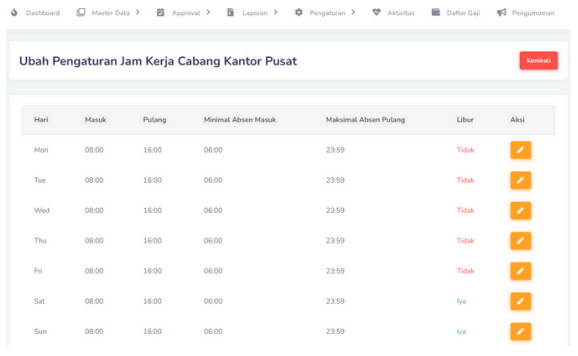 Dashboard Master Data > Approval > Laporan > Pengaturan > Aktivitas Daftar Gaji Pengumuman
Ubah Pengaturan Jam Kerja Cabang Kantor Pusat Kembali
Hari Masuk Pulang Minimal Absen Masuk Maksimal Absen Pulang Libur Aksi
Mon 08:00 16:00 06:00 23:59 Tidak
Tue 08:00 16:00 06:00 23:59 Tidak
Wed 08:00 16:00 06:00 23:59 Tidak
Thu 08:00 16:00 06:00 23:59 Tidak
Fri 08:00 16:00 06:00 23:59 Tidak
Sat 08:00 16:00 06:00 23:59 Iya
Sun 08:00 16:00 06:00 23:59 Iya